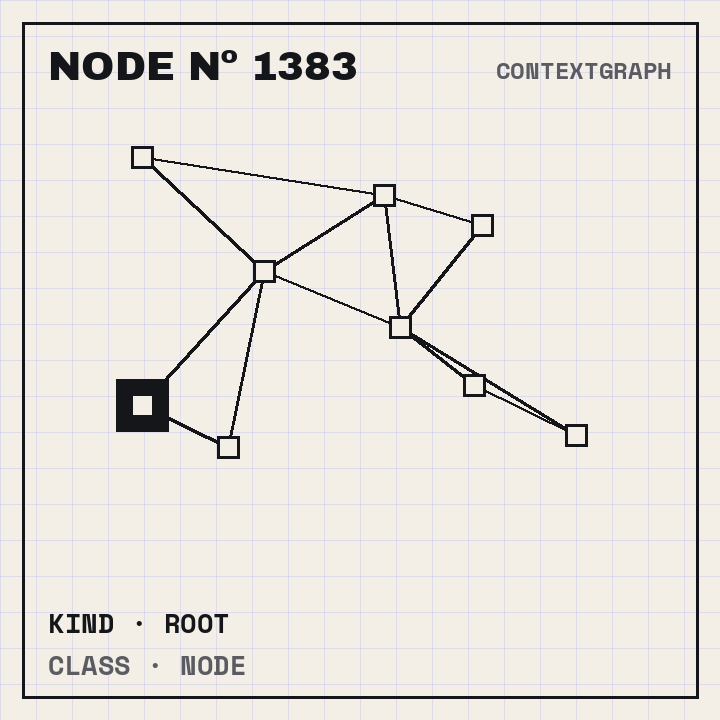 NODE Nº 1383
CONTEXTGRAPH
KIND · ROOT
CLASS · NODE